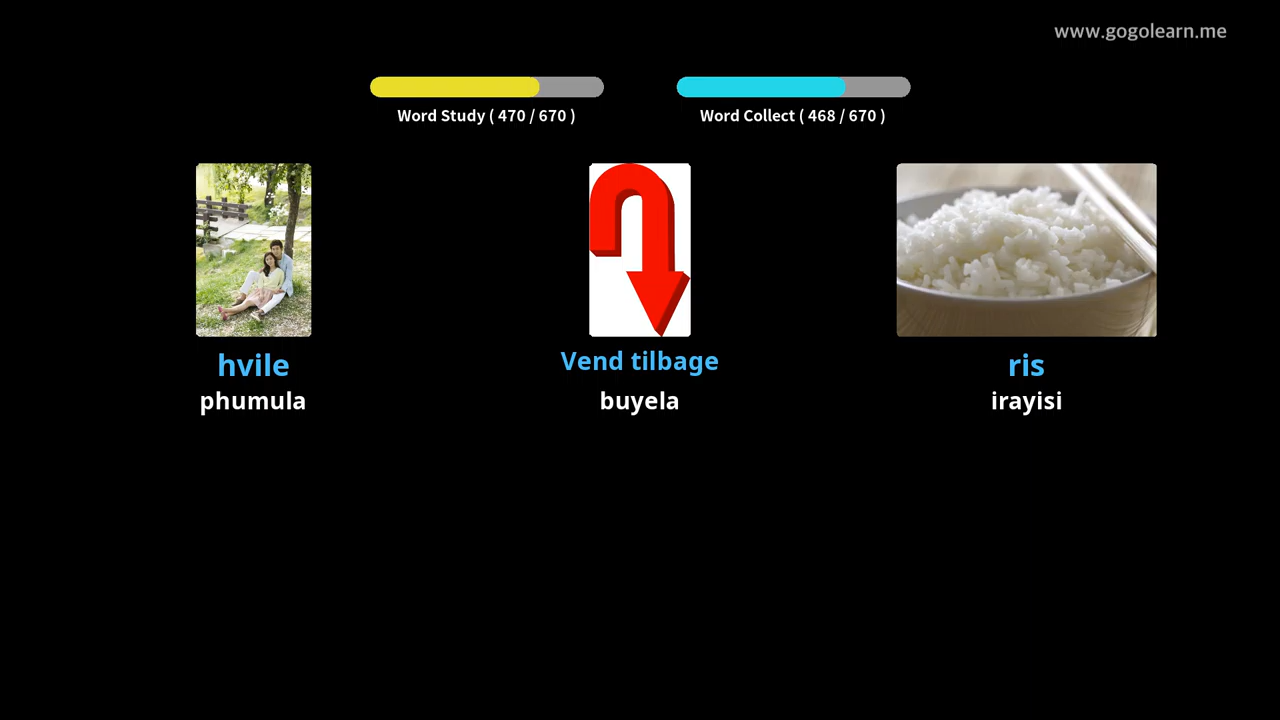 www.gogolearn.me
Word Study ( 470 / 670 )
Word Collect ( 468 / 670 )
hvile
phumula
Vend tilbage
buyela
ris
irayisi